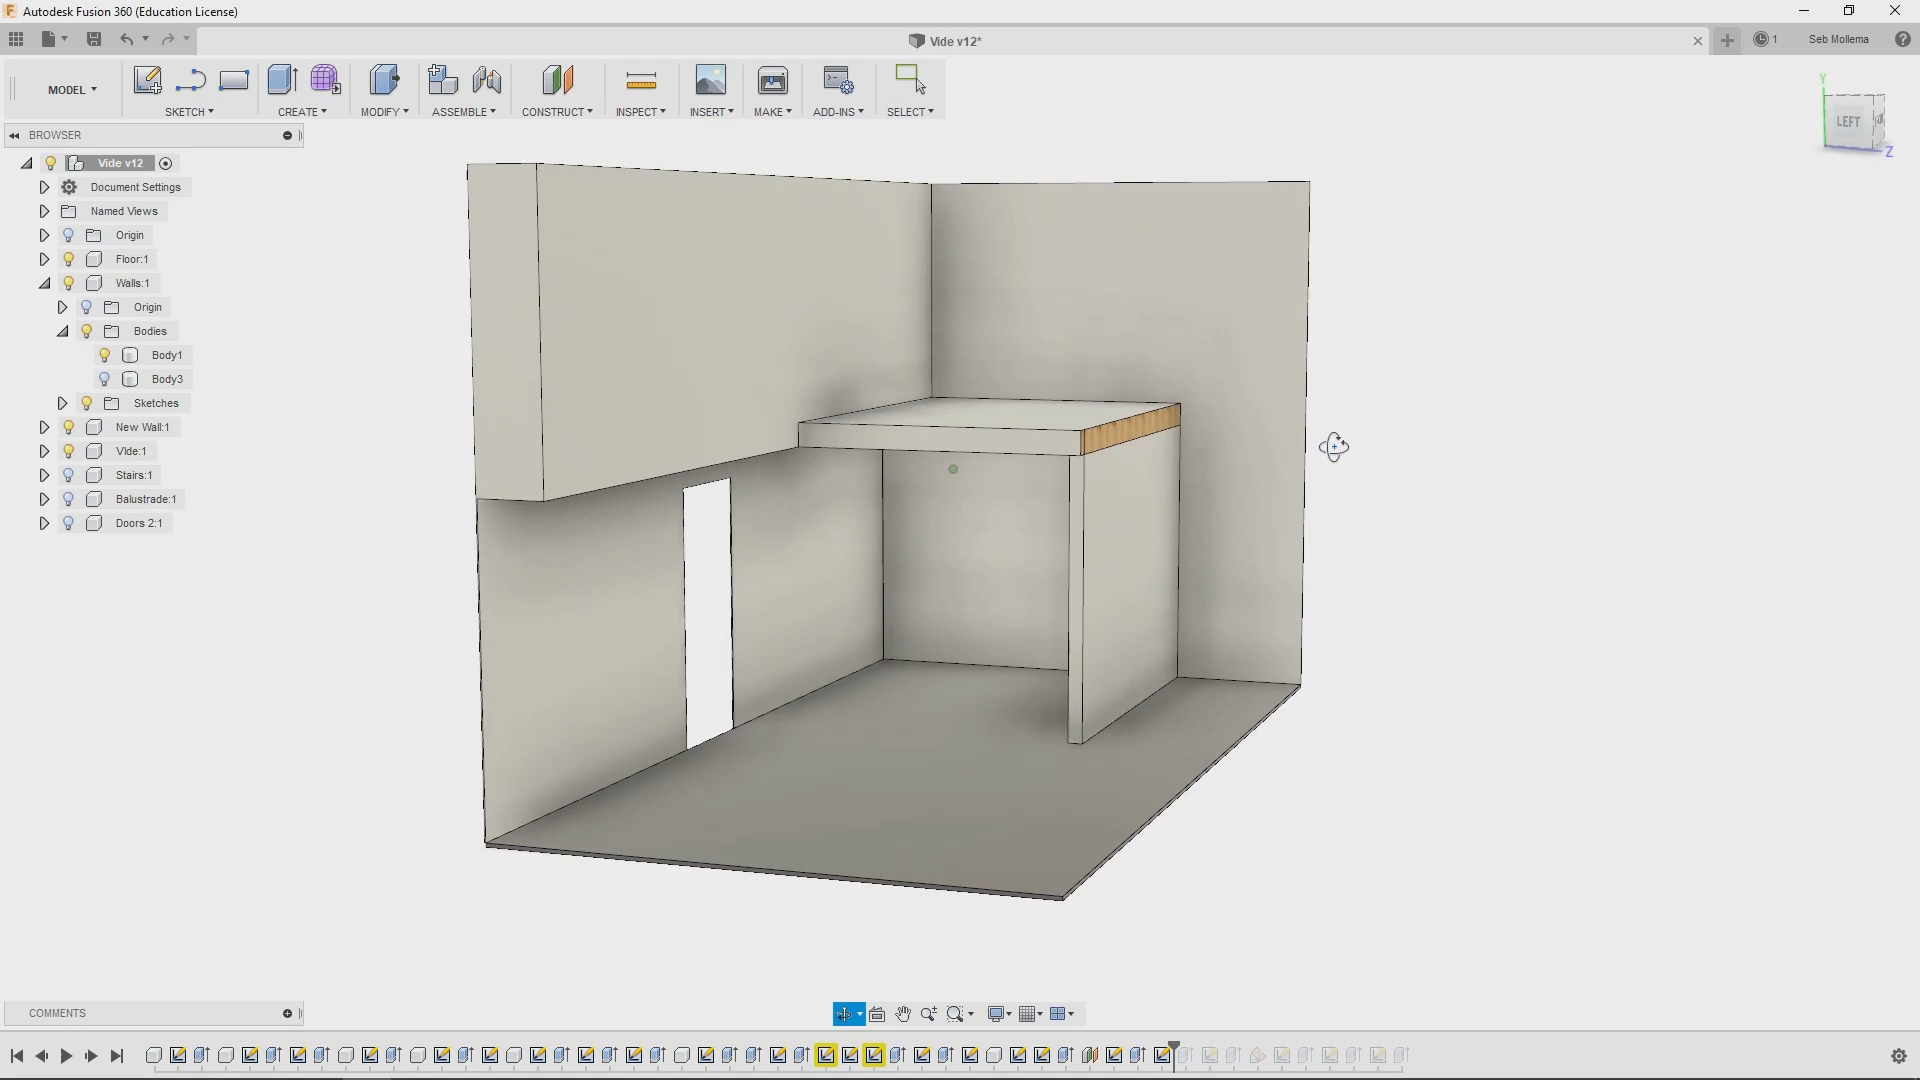 Autodesk Fusion 360 (Education License)
Vide v12*
1
Seb Mollema
MODEL
SKETCH
CREATE
MODIFY
ASSEMBLE
CONSTRUCT
INSPECT
INSERT
MAKE
ADD-INS
SELECT
Y
LEFT
Z
BROWSER
Vide v12
Document Settings
Named Views
Origin
Floor:1
Walls:1
Origin
Bodies
Body1
Body3
Sketches
New Wall:1
VIde:1
Stairs:1
Balustrade:1
Doors 2:1
COMMENTS